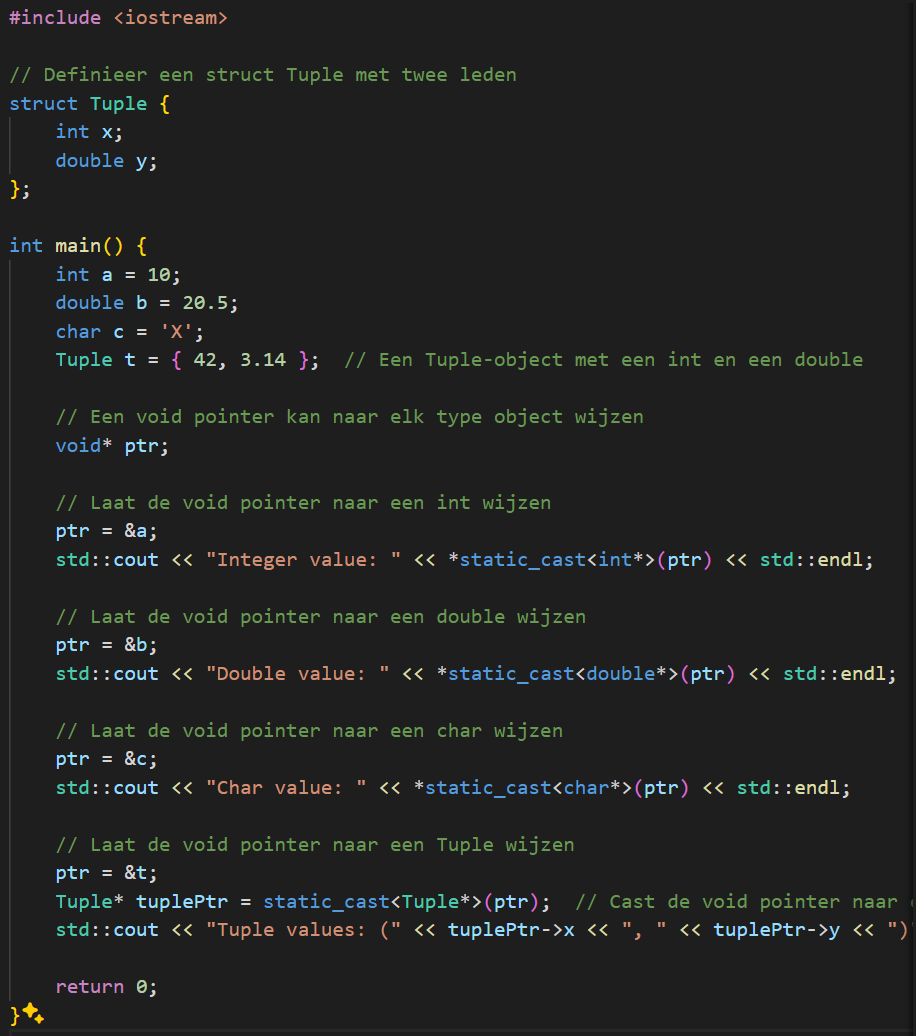 #include <iostream>
// Definieer een struct Tuple met twee leden
struct Tuple {
    int x;
    double y;
};
int main() {
    int a = 10;
    double b = 20.5;
    char c = 'X';
    Tuple t = { 42, 3.14 };  // Een Tuple-object met een int en een double
    // Een void pointer kan naar elk type object wijzen
    void* ptr;
    // Laat de void pointer naar een int wijzen
    ptr = &a;
    std::cout << "Integer value: " << *static_cast<int*>(ptr) << std::endl;
    // Laat de void pointer naar een double wijzen
    ptr = &b;
    std::cout << "Double value: " << *static_cast<double*>(ptr) << std::endl;
    // Laat de void pointer naar een char wijzen
    ptr = &c;
    std::cout << "Char value: " << *static_cast<char*>(ptr) << std::endl;
    // Laat de void pointer naar een Tuple wijzen
    ptr = &t;
    Tuple* tuplePtr = static_cast<Tuple*>(ptr);  // Cast de void pointer naar
    std::cout << "Tuple values: (" << tuplePtr->x << ", " << tuplePtr->y << ")
    return 0;
}